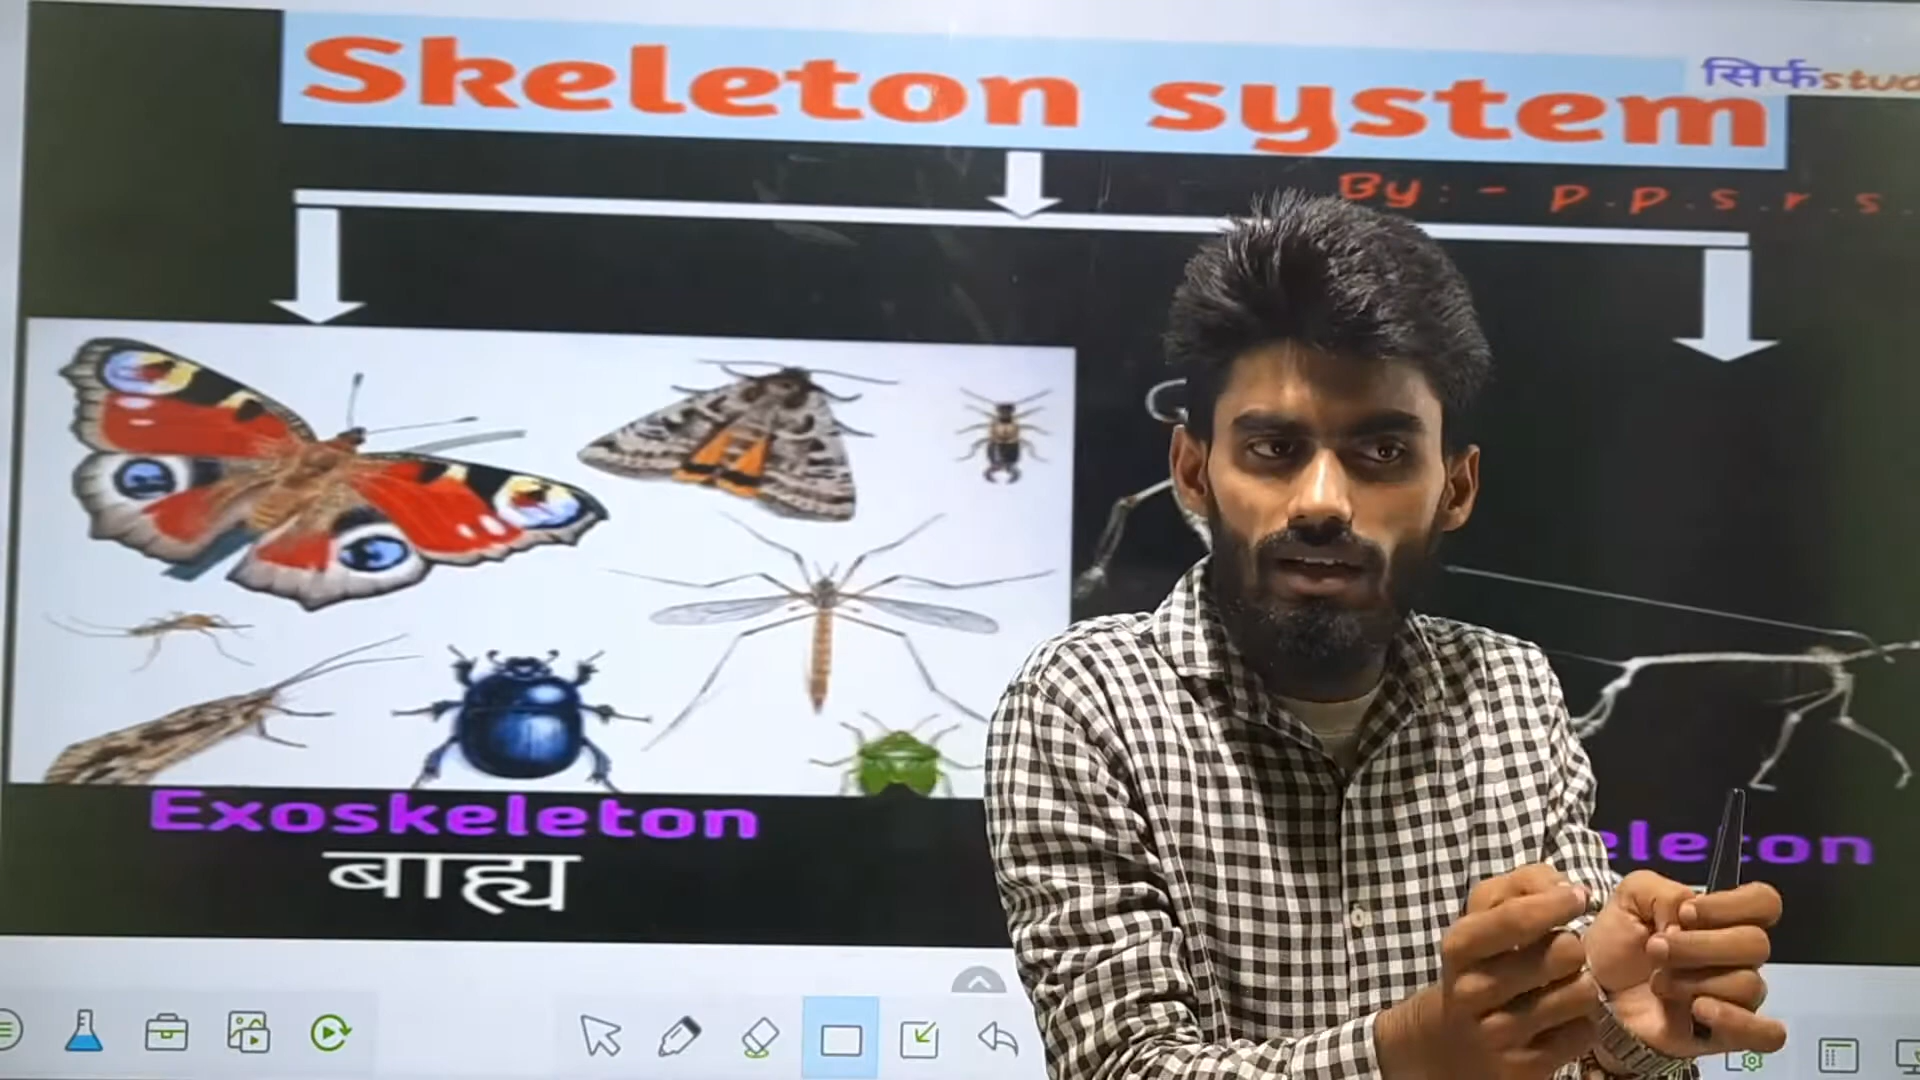 Skeleton system
सिर्फstud
By:- p.p.s.r.s.
Exoskeleton
eleton
बाह्य